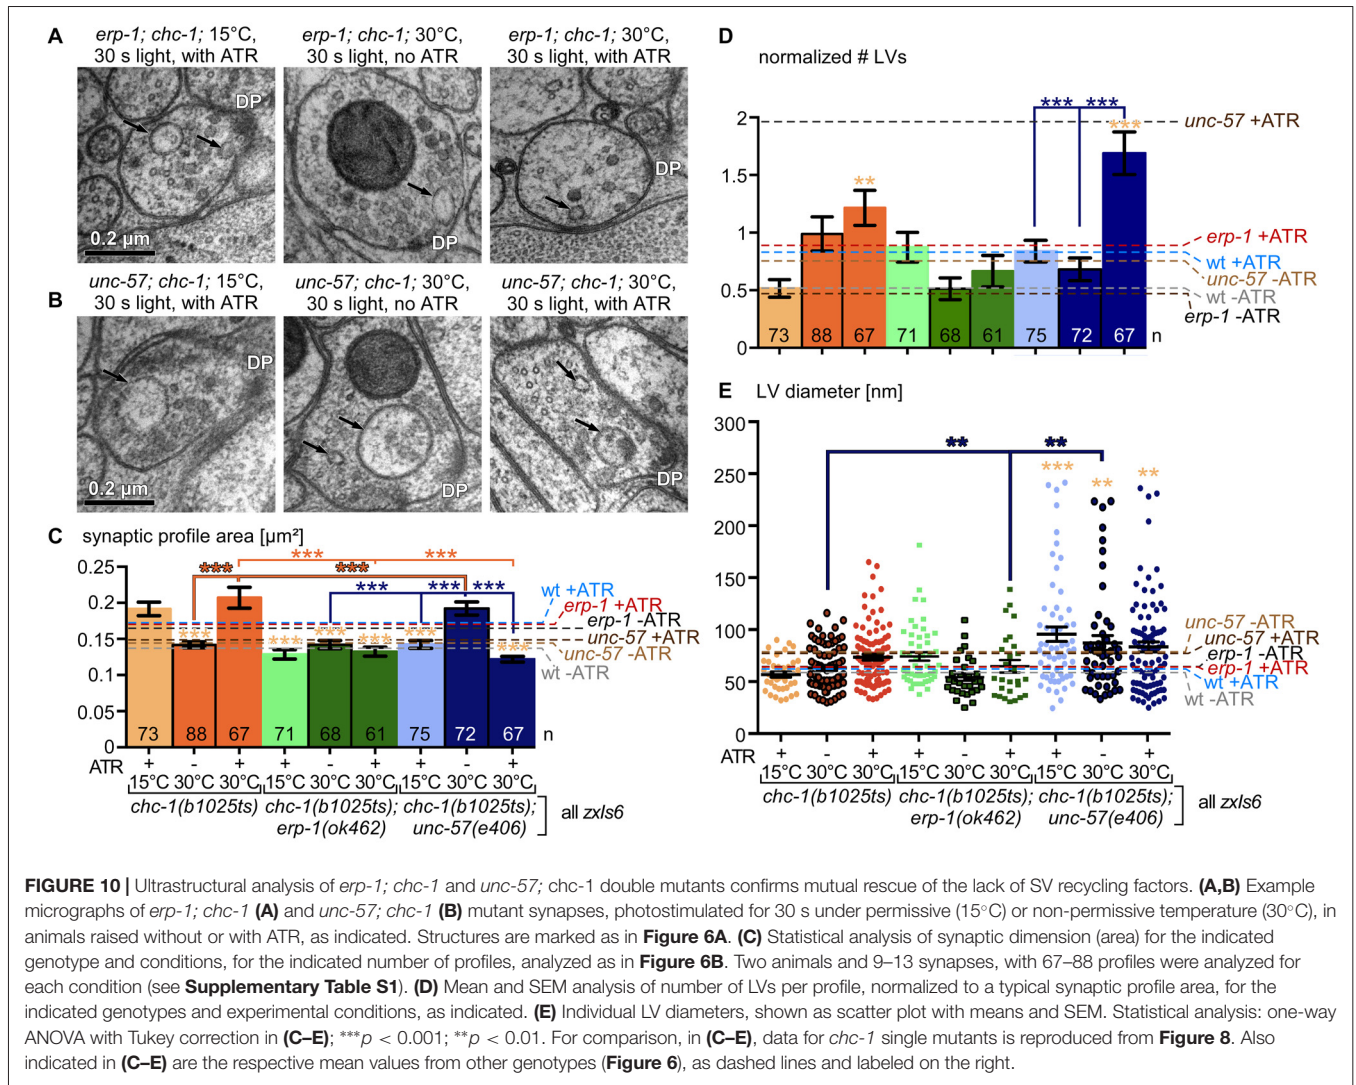 A
erp-1; chc-1, 15°C,
30 s light, with ATR
erp-1; chc-1, 30°C,
30 s light, no ATR
erp-1; chc-1, 30°C,
30 s light, with ATR
DP
0.2 µm
DP
DP
B
unc-57; chc-1, 15°C,
30 s light, with ATR
unc-57; chc-1, 30°C,
30 s light, no ATR
unc-57; chc-1, 30°C,
30 s light, with ATR
DP
0.2 µm
DP
DP
C synaptic profile area [µm²]
0.25
0.2
0.15
0.1
0.05
0
*** *** ***
*** ***
*** *** *** ***
*** *** *** *** *** ***
wt +ATR
erp-1 +ATR
erp-1 -ATR
unc-57 +ATR
unc-57 -ATR
wt -ATR
73 88 67 71 68 61 75 72 67 n
ATR + - + + - + + - +
15°C 30°C 30°C 15°C 30°C 30°C 15°C 30°C 30°C
chc-1(b1025ts) chc-1(b1025ts); chc-1(b1025ts);
erp-1(ok462) unc-57(e406)
all zxIs6
D
normalized # LVs
2
1.5
1
0.5
0
*** ***
***
**
unc-57 +ATR
erp-1 +ATR
wt +ATR
unc-57 -ATR
wt -ATR
erp-1 -ATR
73 88 67 71 68 61 75 72 67 n
E LV diameter [nm]
300
250
200
150
100
50
0
** **
*** ** **
unc-57 -ATR
unc-57 +ATR
erp-1 -ATR
erp-1 +ATR
wt +ATR
wt -ATR
ATR + - + + - + + - +
15°C 30°C 30°C 15°C 30°C 30°C 15°C 30°C 30°C
chc-1(b1025ts) chc-1(b1025ts); chc-1(b1025ts);
erp-1(ok462) unc-57(e406)
all zxIs6
FIGURE 10 | Ultrastructural analysis of erp-1; chc-1 and unc-57; chc-1 double mutants confirms mutual rescue of the lack of SV recycling factors. (A,B) Example
micrographs of erp-1; chc-1 (A) and unc-57; chc-1 (B) mutant synapses, photostimulated for 30 s under permissive (15°C) or non-permissive temperature (30°C), in
animals raised without or with ATR, as indicated. Structures are marked as in Figure 6A. (C) Statistical analysis of synaptic dimension (area) for the indicated
genotype and conditions, for the indicated number of profiles, analyzed as in Figure 6B. Two animals and 9–13 synapses, with 67–88 profiles were analyzed for
each condition (see Supplementary Table S1). (D) Mean and SEM analysis of number of LVs per profile, normalized to a typical synaptic profile area, for the
indicated genotypes and experimental conditions, as indicated. (E) Individual LV diameters, shown as scatter plot with means and SEM. Statistical analysis: one-way
ANOVA with Tukey correction in (C–E); ***p < 0.001; **p < 0.01. For comparison, in (C–E), data for chc-1 single mutants is reproduced from Figure 8. Also
indicated in (C–E) are the respective mean values from other genotypes (Figure 6), as dashed lines and labeled on the right.